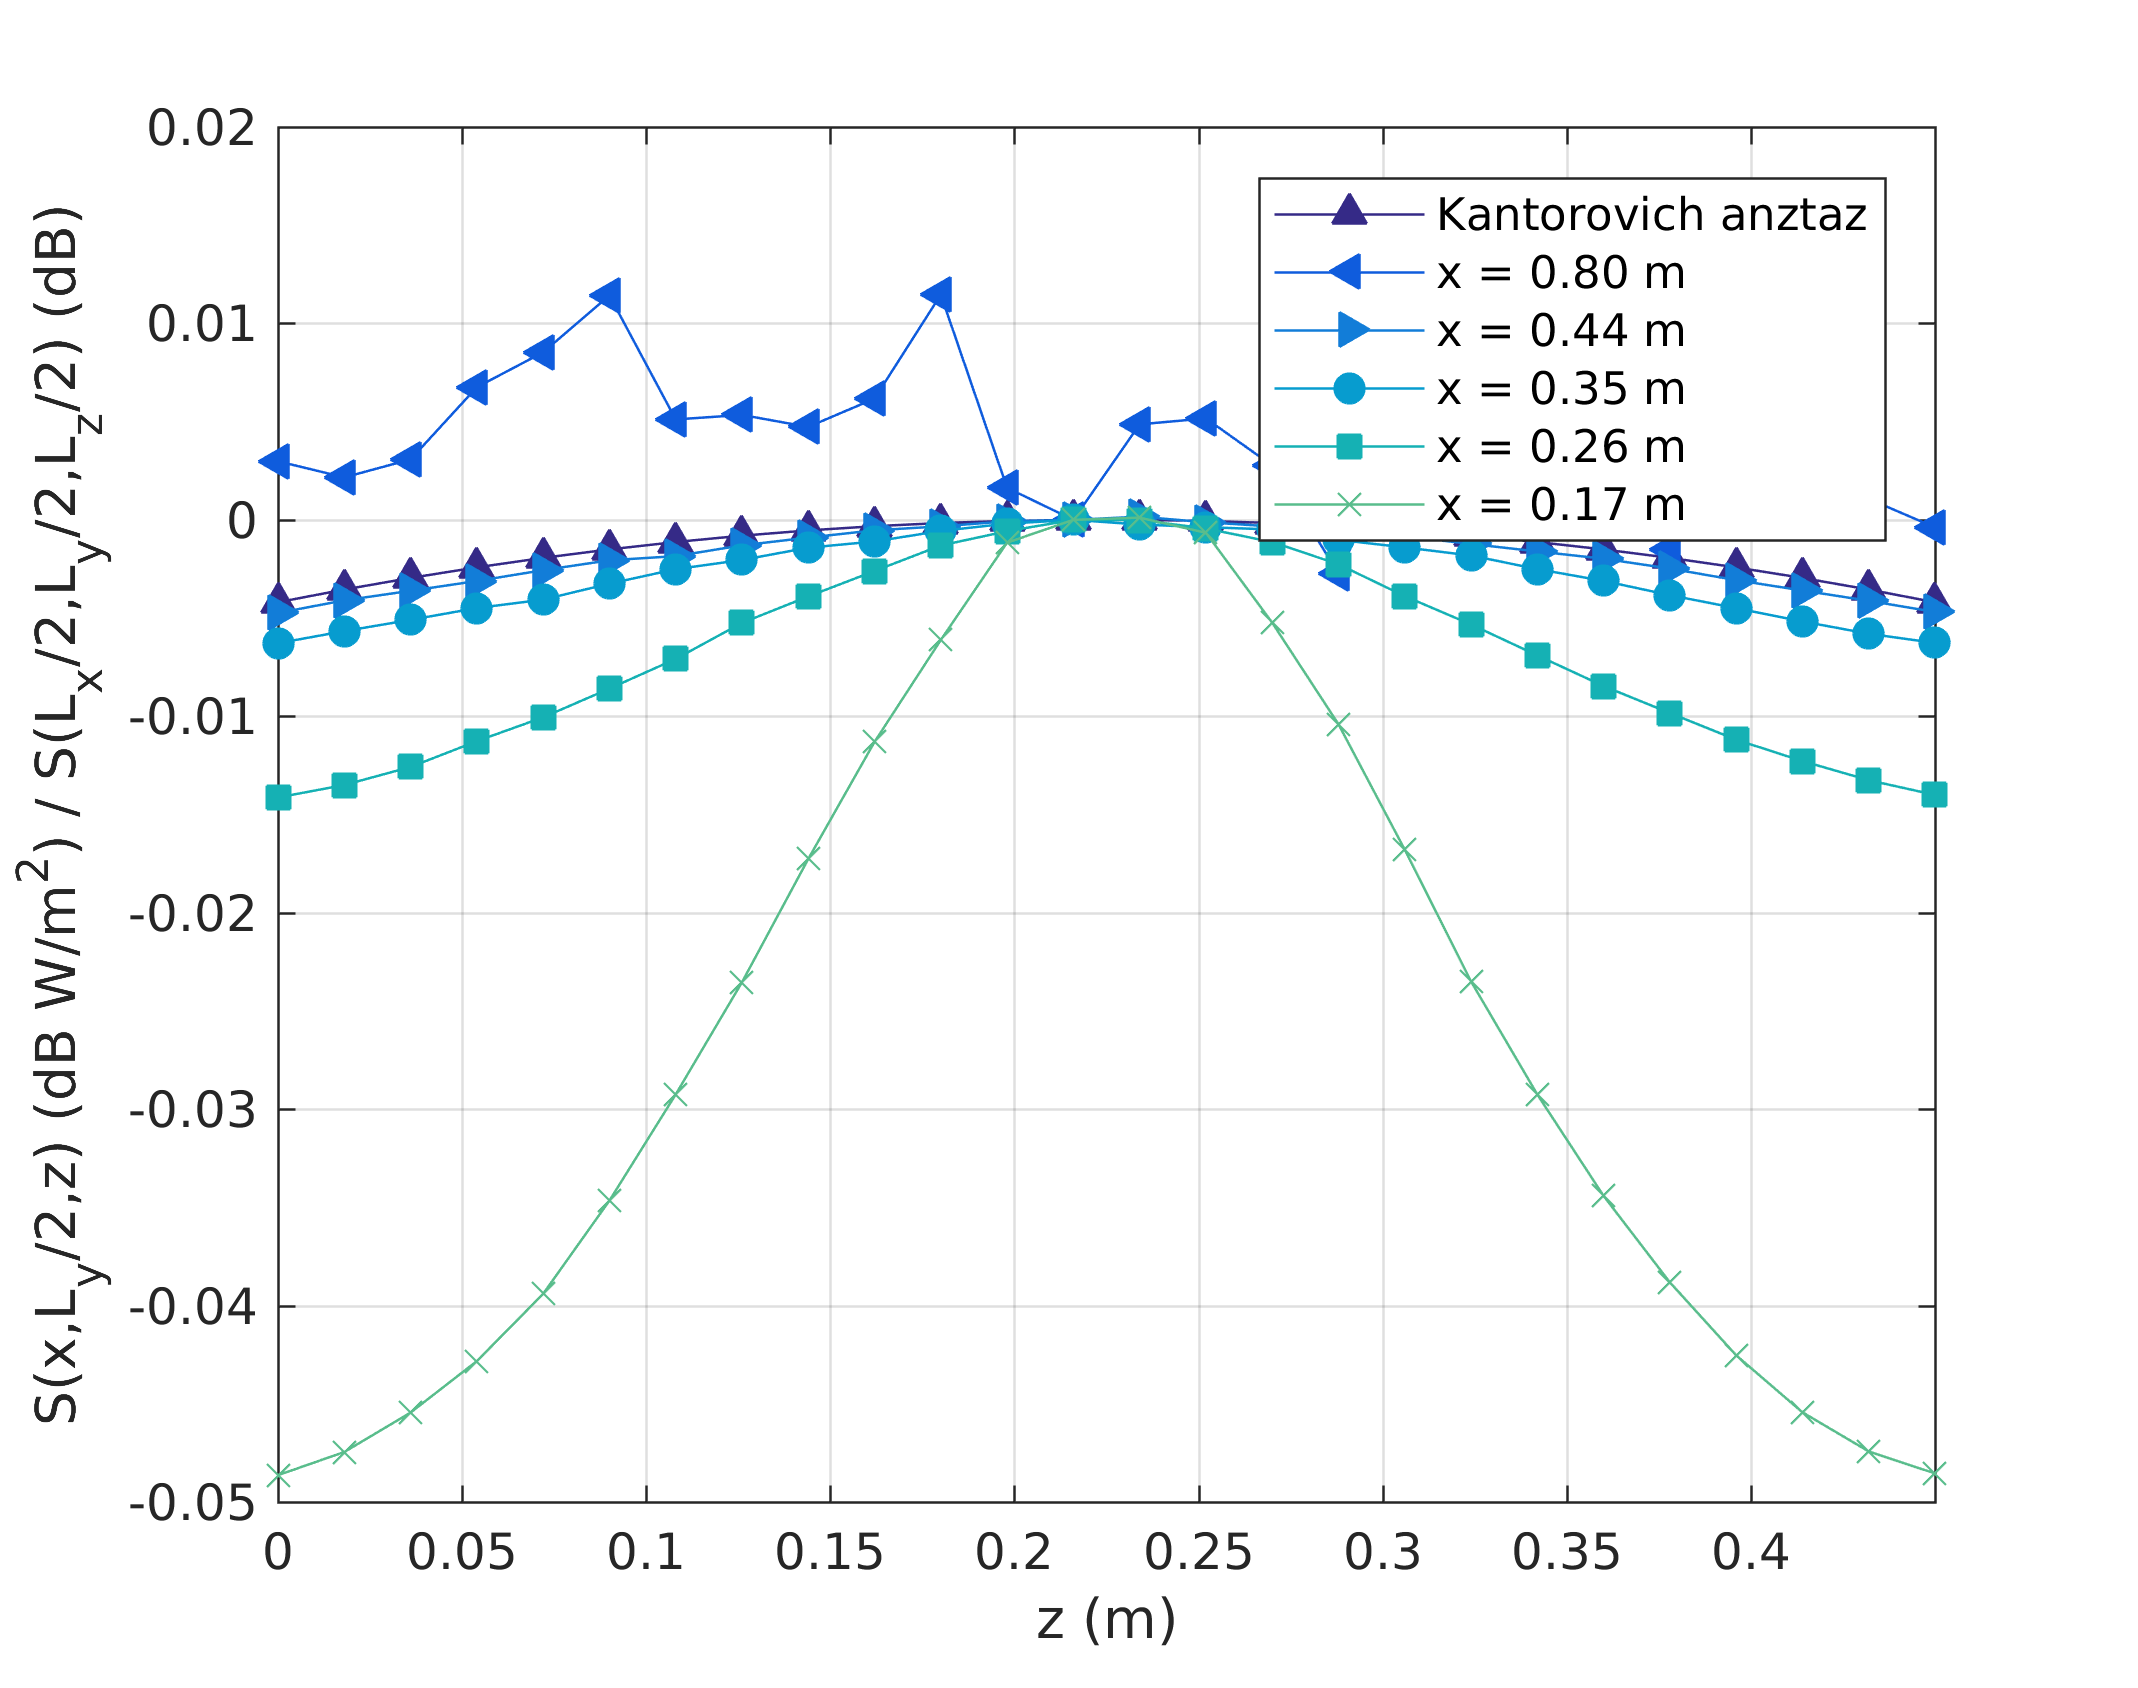 S(x,Ly/2,z) (dB W/m2) / S(Lx/2,Ly/2,Lz/2) (dB)
0.02
0.01
0
-0.01
-0.02
-0.03
-0.04
-0.05
Kantorovich anztaz
x = 0.80 m
x = 0.44 m
x = 0.35 m
x = 0.26 m
x = 0.17 m
0 0.05 0.1 0.15 0.2 0.25 0.3 0.35 0.4
z (m)